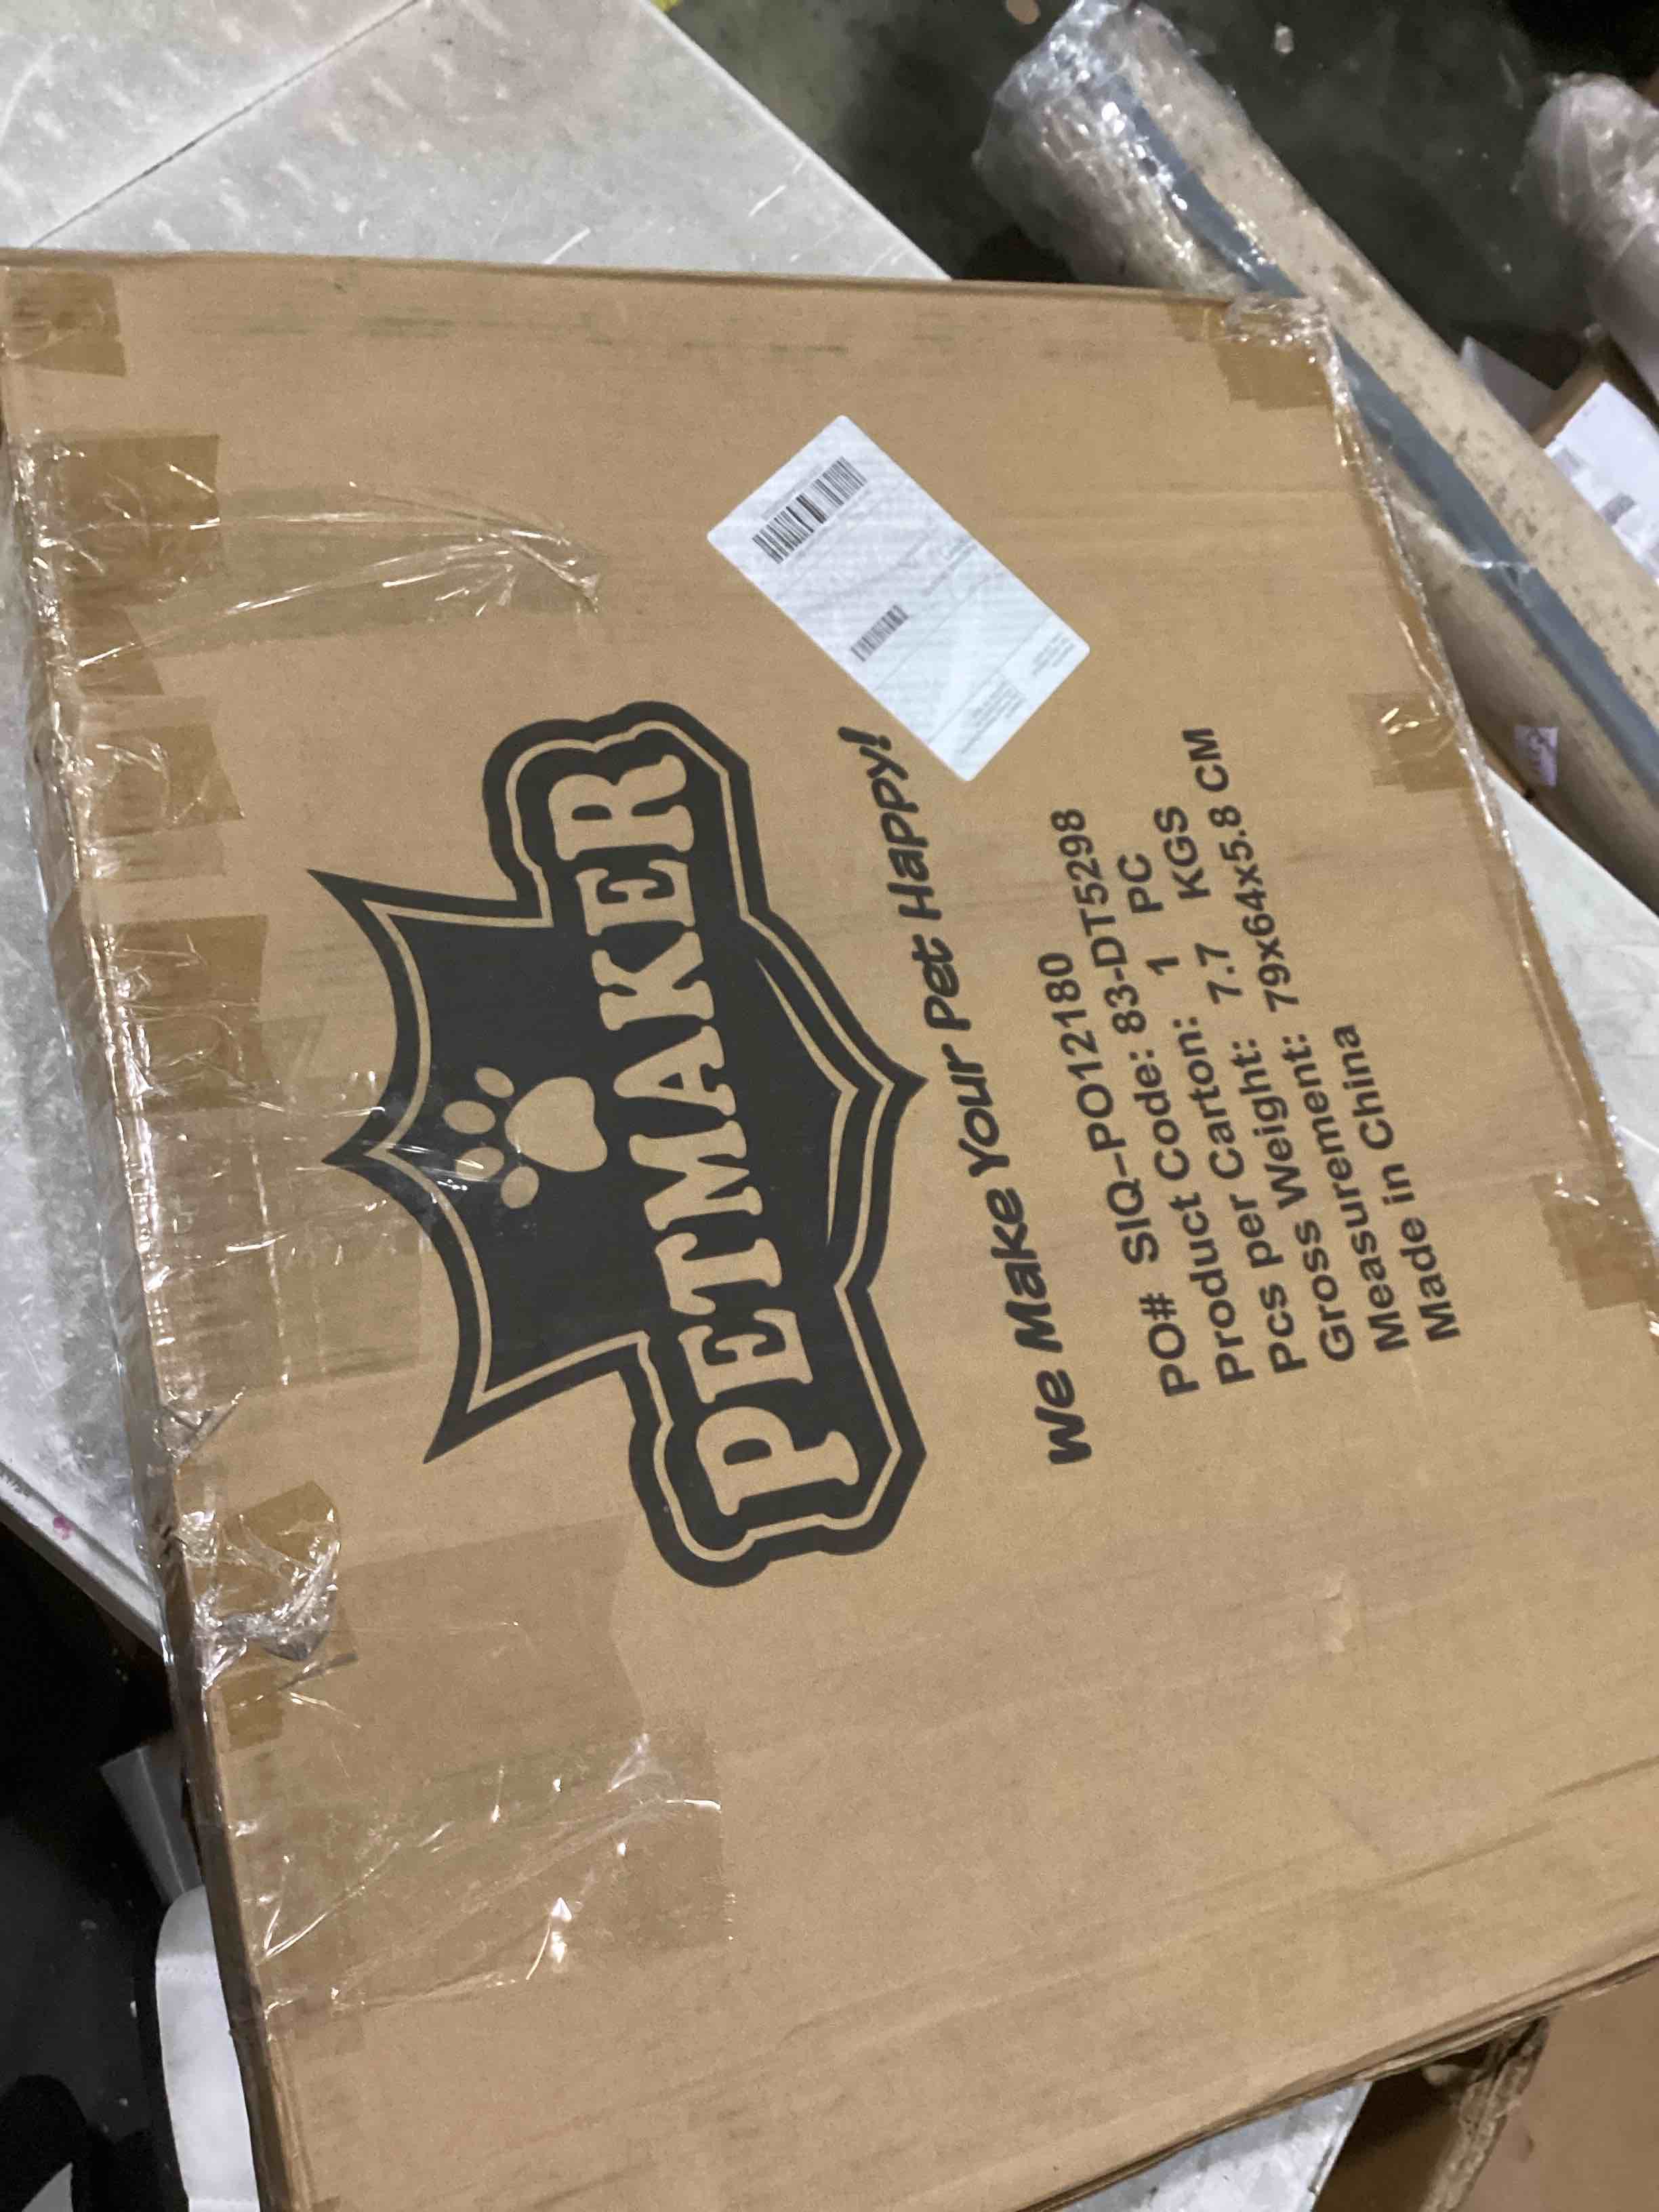 PETMAKER
We Make Your Pet Happy!
PO# SIQ-PO12180
Product Code: 83-DT5298
Pcs per Carton: 1 PC
Gross Weight: 7.7 KGS
Measurement: 79x64x5.8 CM
Made in China